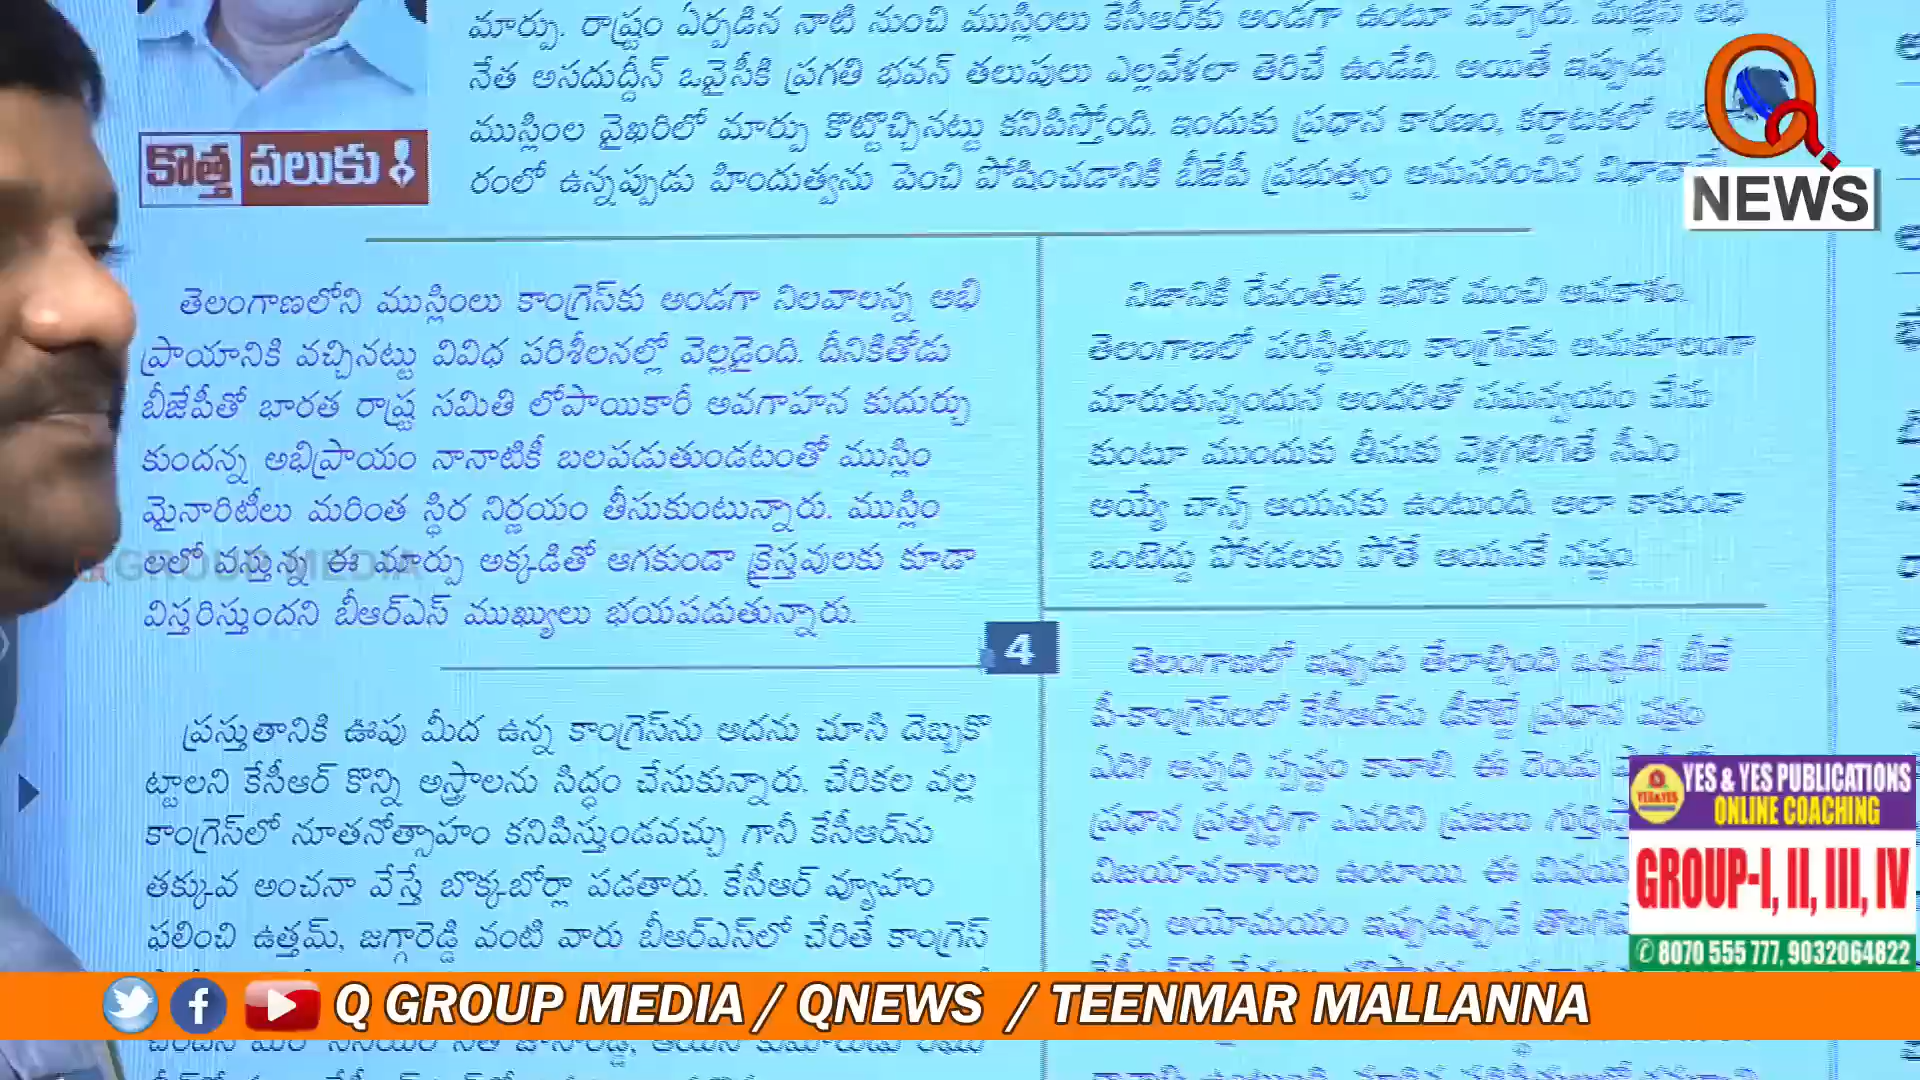 మార్పు. రాష్ట్రం ఏర్పడిన నాటి నుంచి ముస్లింలు కేసీఆర్‌కు అండగా ఉంటూ వచ్చారు. మజ్లిస్ అధి
నేత అసదుద్దీన్ ఒవైసీకి ప్రగతి భవన్ తలుపులు ఎల్లవేళలా తెరిచే ఉండేవి. అయితే ఇప్పుడు
ముస్లింల వైఖరిలో మార్పు కొట్టొచ్చినట్టు కనిపిస్తోంది. ఇందుకు ప్రధాన కారణం, కర్ణాటకలో
రంలో ఉన్నప్పుడు హిందుత్వను పెంచి పోషించడానికి బీజేపీ ప్రభుత్వం అనుసరించిన
కొత్త పలుకు
Q
NEWS
తెలంగాణలోని ముస్లింలు కాంగ్రెస్‌కు అండగా నిలవాలన్న అభి
ప్రాయానికి వచ్చినట్టు వివిధ పరిశీలనల్లో వెల్లడైంది. దీనికితోడు
బీజేపీతో భారత రాష్ట్ర సమితి లోపాయికారీ అవగాహన కుదుర్చు
కుందన్న అభిప్రాయం నానాటికీ బలపడుతుండటంతో ముస్లిం
మైనారిటీలు మరింత స్థిర నిర్ణయం తీసుకుంటున్నారు. ముస్లిం
లలో వస్తున్న ఈ మార్పు అక్కడితో ఆగకుండా క్రైస్తవులకు కూడా
విస్తరిస్తుందని బీఆర్ఎస్ ముఖ్యులు భయపడుతున్నారు.
Q GROUP MEDIA
4
ప్రస్తుతానికి ఊపు మీద ఉన్న కాంగ్రెస్‌ను అదను చూసి దెబ్బకొ
ట్టాలని కేసీఆర్ కొన్ని అస్త్రాలను సిద్ధం చేసుకున్నారు. చేరికల వల్ల
కాంగ్రెస్‌లో నూతనోత్సాహం కనిపిస్తుండవచ్చు గానీ కేసీఆర్‌ను
తక్కువ అంచనా వేస్తే బొక్కబోర్లా పడతారు. కేసీఆర్ వ్యూహం
ఫలించి ఉత్తమ్, జగ్గారెడ్డి వంటి వారు బీఆర్ఎస్‌లో చేరితే కాంగ్రెస్
నిజానికి రేవంత్‌కు ఇదొక మంచి అవకాశం.
తెలంగాణలో పరిస్థితులు కాంగ్రెస్‌కు అనుకూలంగా
మారుతున్నందున అందరితో సమన్వయం చేసు
కుంటూ ముందుకు తీసుకు వెళ్లగలిగితే సీఎం
అయ్యే చాన్స్ ఆయనకు ఉంటుంది. అలా కాకుండా
ఒంటెద్దు పోకడలకు పోతే ఆయనకే నష్టం.
తెలంగాణలో ఇప్పుడు తేలాల్సింది ఒక్కటే. బీజే
పీ-కాంగ్రెస్‌లలో కేసీఆర్‌ను ఢీకొట్టే ప్రధాన పక్షం
ఏది? అన్నది స్పష్టం కావాలి. ఈ రెండు
ప్రధాన ప్రత్యర్థిగా ఎవరిని ప్రజలు
విజయావకాశాలు ఉంటాయి. ఈ
కొన్న అయోమయం ఇప్పుడిప్పుడే
YES & YES PUBLICATIONS
ONLINE COACHING
GROUP-I, II, III, IV
8070 555 777, 9032064822
Q GROUP MEDIA / QNEWS / TEENMAR MALLANNA